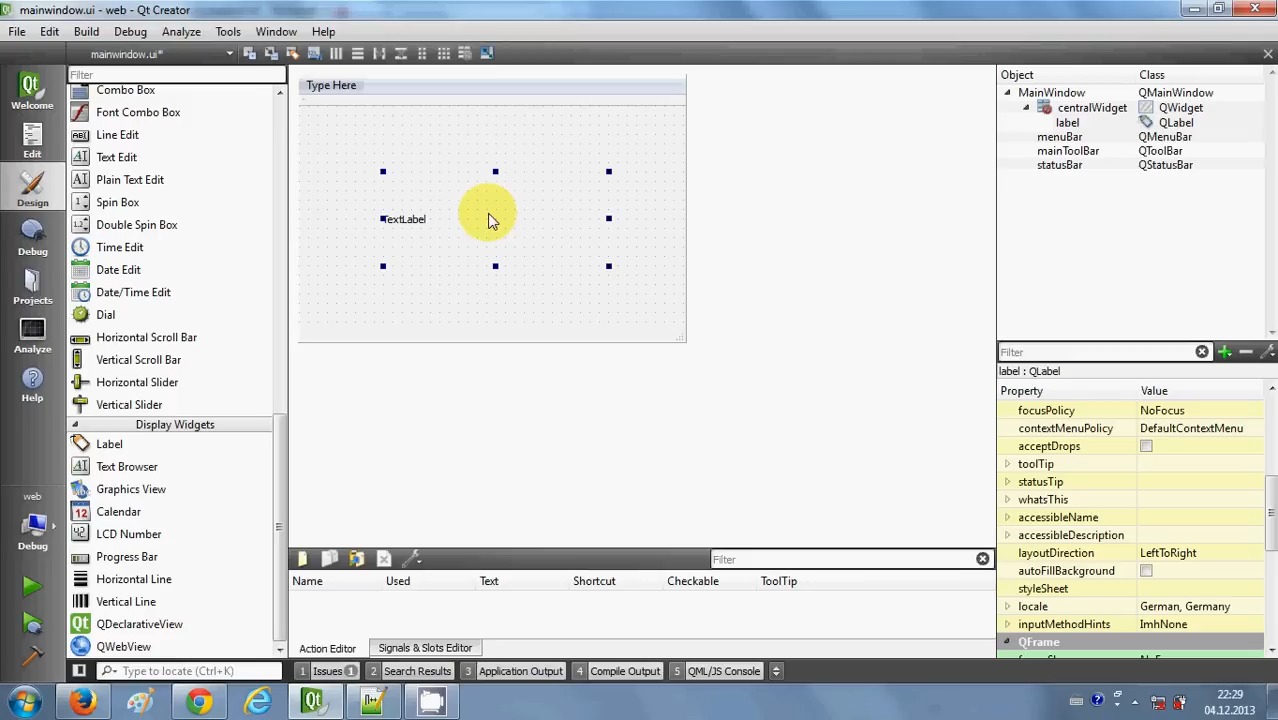 mainwindow.ui - web - Qt Creator
File Edit Build Debug Analyze Tools Window Help
mainwindow.ui*
Filter
Welcome
Edit
Design
Debug
Projects
Analyze
Help
web
Debug
Combo Box
Font Combo Box
Line Edit
Text Edit
Plain Text Edit
Spin Box
Double Spin Box
Time Edit
Date Edit
Date/Time Edit
Dial
Horizontal Scroll Bar
Vertical Scroll Bar
Horizontal Slider
Vertical Slider
Display Widgets
Label
Text Browser
Graphics View
Calendar
LCD Number
Progress Bar
Horizontal Line
Vertical Line
QDeclarativeView
QWebView
Type Here
TextLabel
Filter
Name Used Text Shortcut Checkable ToolTip
Action Editor Signals & Slots Editor
Object Class
MainWindow QMainWindow
centralWidget QWidget
label QLabel
menuBar QMenuBar
mainToolBar QToolBar
statusBar QStatusBar
Filter
label : QLabel
Property Value
focusPolicy NoFocus
contextMenuPolicy DefaultContextMenu
acceptDrops
toolTip
statusTip
whatsThis
accessibleName
accessibleDescription
layoutDirection LeftToRight
autoFillBackground
styleSheet
locale German, Germany
inputMethodHints ImhNone
QFrame
Type to locate (Ctrl+K) 1 Issues 1 2 Search Results 3 Application Output 4 Compile Output 5 QML/JS Console
22:29
04.12.2013